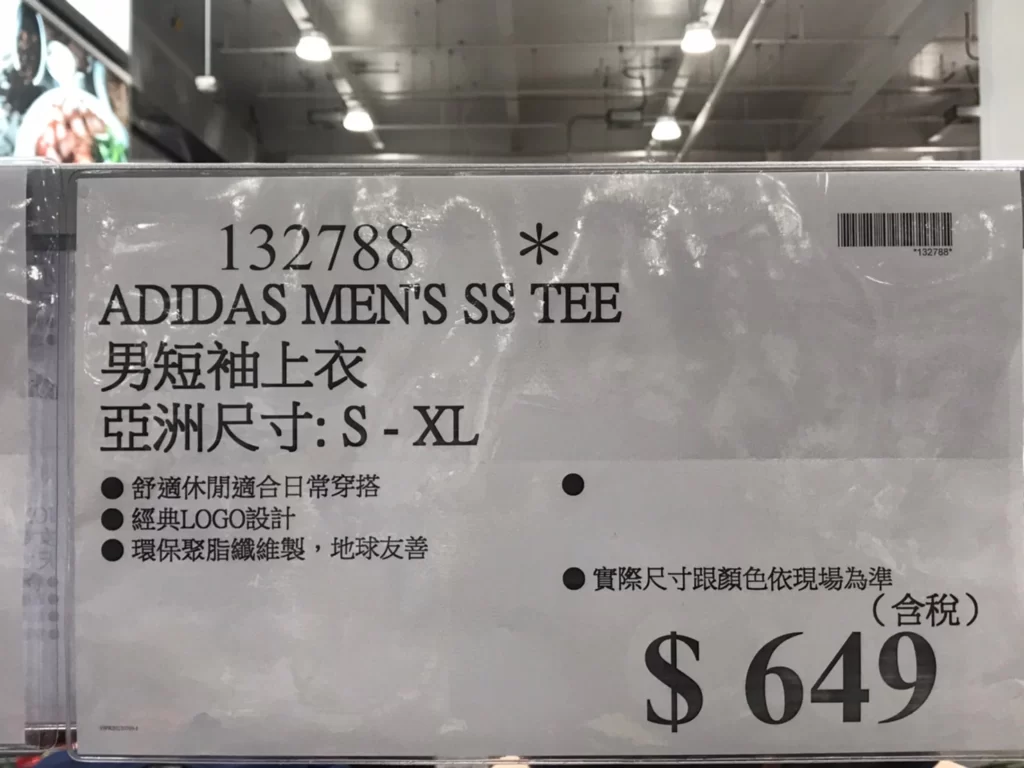 132788 *
*132788*
ADIDAS MEN'S SS TEE
男短袖上衣
亞洲尺寸: S - XL
● 舒適休閒適合日常穿搭
● 經典LOGO設計
● 環保聚脂纖維製，地球友善
●
● 實際尺寸跟顏色依現場為準
（含稅）
$ 649